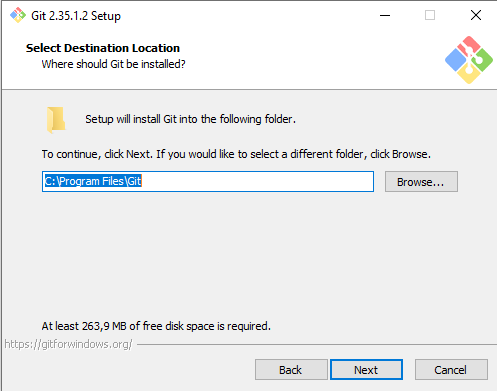 Git 2.35.1.2 Setup
Select Destination Location
Where should Git be installed?
Setup will install Git into the following folder.
To continue, click Next. If you would like to select a different folder, click Browse.
C:\Program Files\Git
Browse...
At least 263,9 MB of free disk space is required.
https://gitforwindows.org/
Back
Next
Cancel